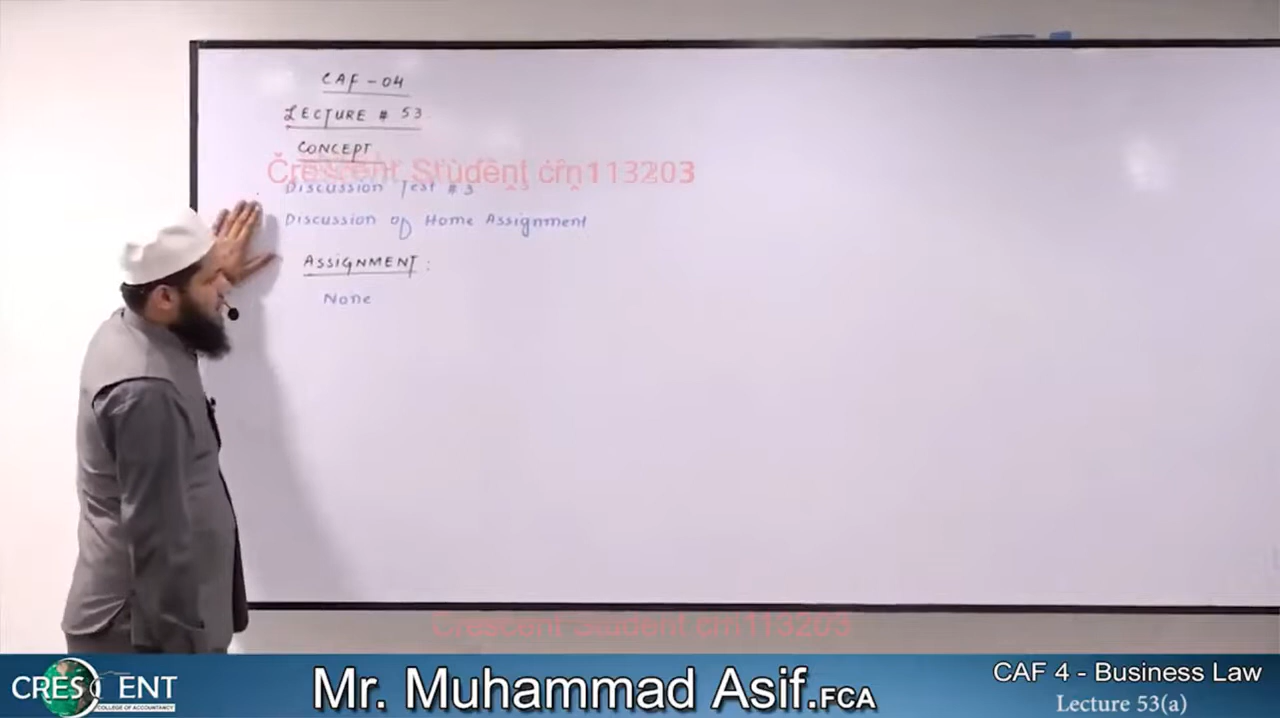 CAF - 04
LECTURE # 53
CONCEPT
Crescent Student crn113203
Discussion Test # 3
Discussion of Home Assignment
ASSIGNMENT :
None
Crescent Student crn113203
CRESCENT
COLLEGE OF ACCOUNTANCY
Mr. Muhammad Asif.FCA
CAF 4 - Business Law
Lecture 53(a)